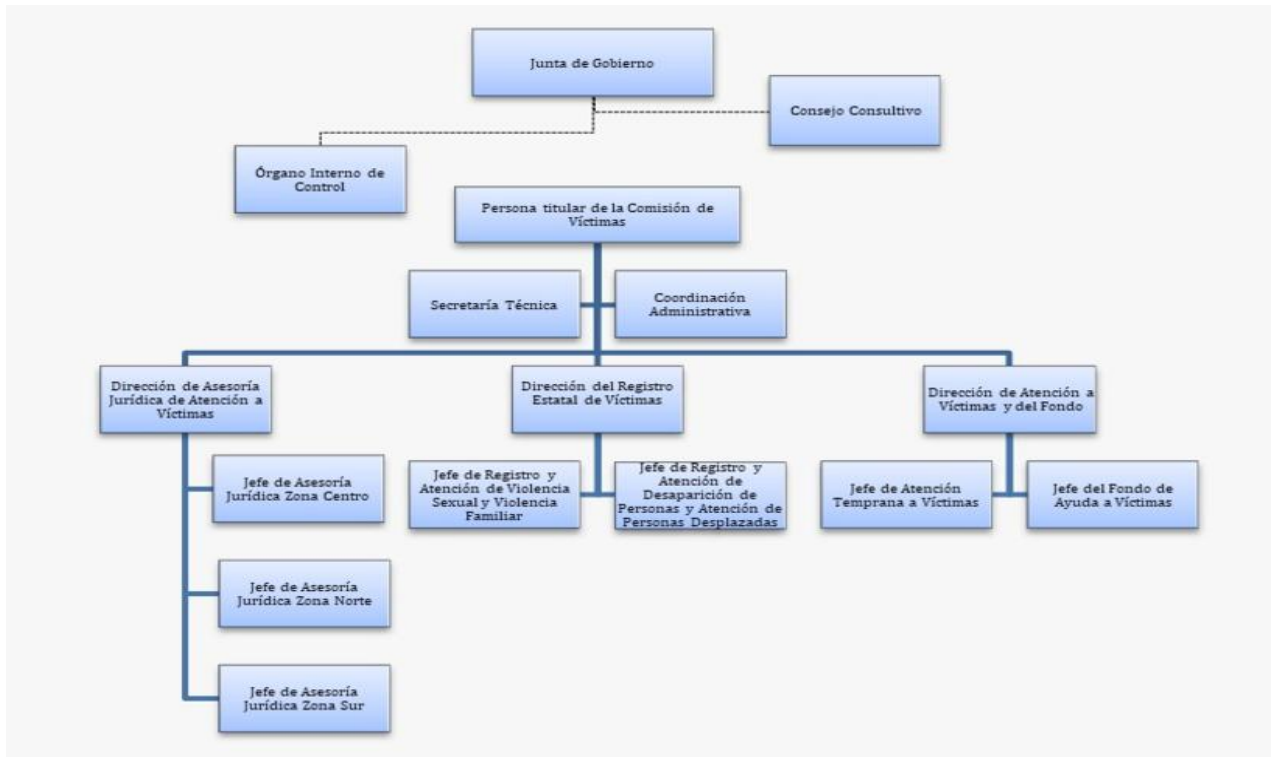 Junta de Gobierno
Consejo Consultivo
Órgano Interno de
Control
Persona titular de la Comisión de
Víctimas
Secretaría Técnica
Coordinación
Administrativa
Dirección de Asesoría
Jurídica de Atención a
Víctimas
Dirección del Registro
Estatal de Víctimas
Dirección de Atención a
Víctimas y del Fondo
Jefe de Asesoría
Jurídica Zona Centro
Jefe de Registro y
Atención de Violencia
Sexual y Violencia
Familiar
Jefe de Registro y
Atención de
Desaparición de
Personas y Atención de
Personas Desplazadas
Jefe de Atención
Temprana a Víctimas
Jefe del Fondo de
Ayuda a Víctimas
Jefe de Asesoría
Jurídica Zona Norte
Jefe de Asesoría
Jurídica Zona Sur